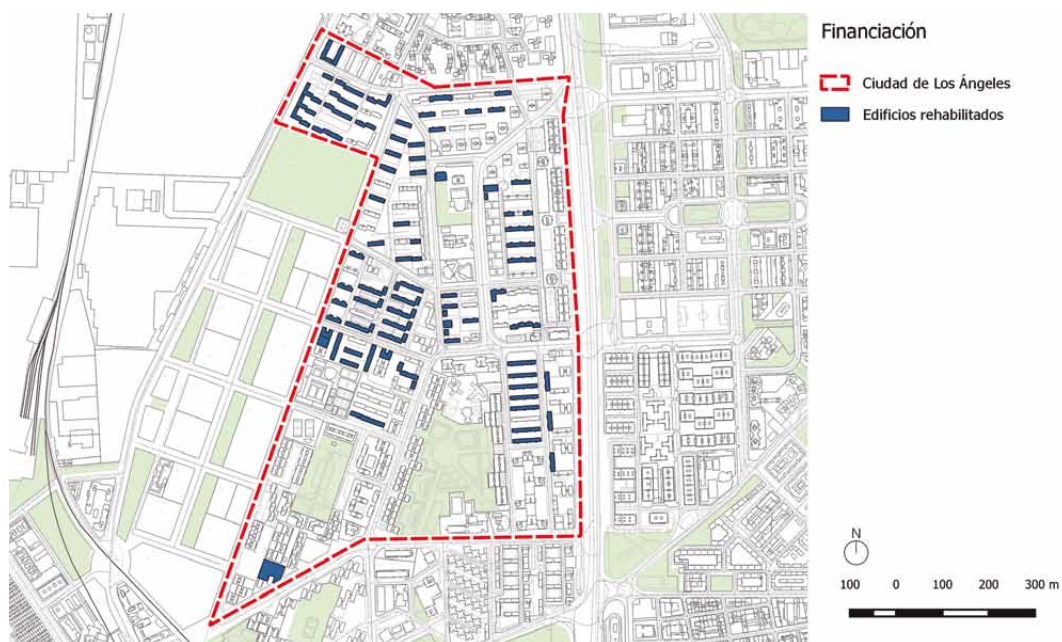 Financiación
Ciudad de Los Ángeles
Edificios rehabilitados
N
100 0 100 200 300 m